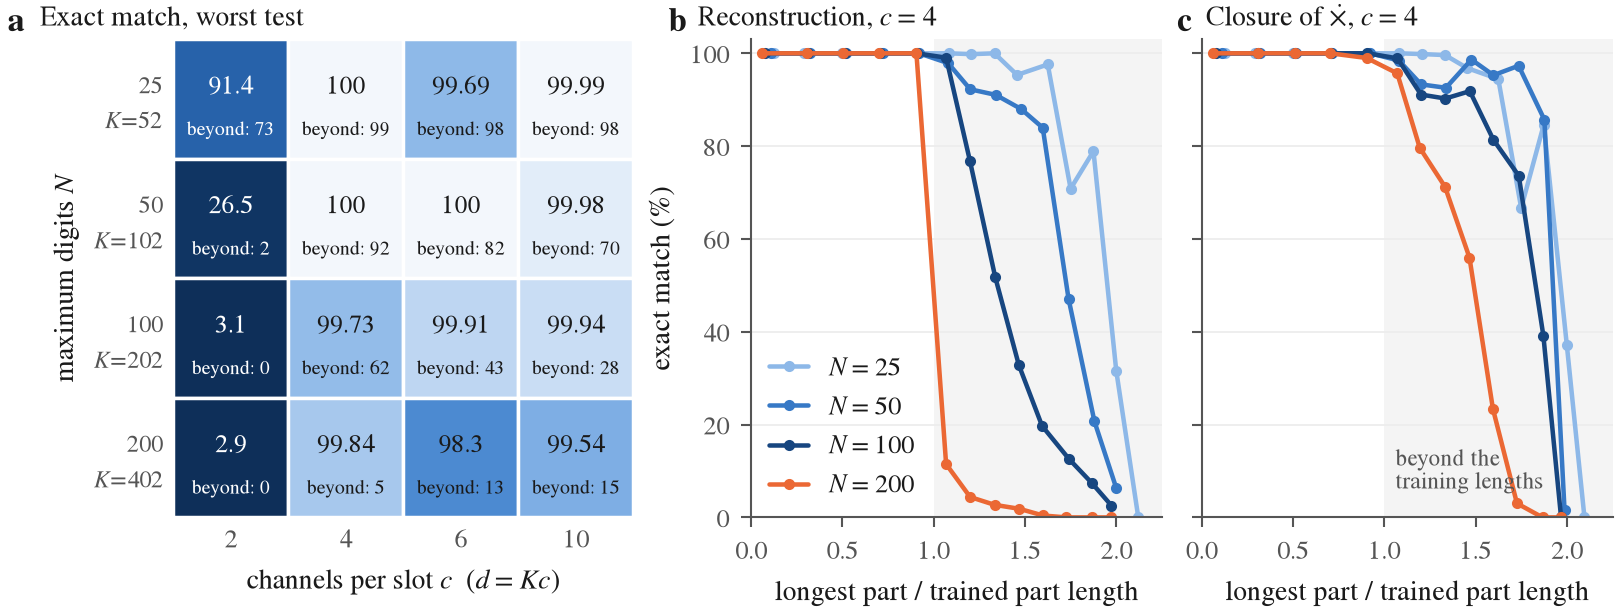 a Exact match, worst test
maximum digits N
25
K=52
91.4
beyond: 73
100
beyond: 99
99.69
beyond: 98
99.99
beyond: 98
50
K=102
26.5
beyond: 2
100
beyond: 92
100
beyond: 82
99.98
beyond: 70
100
K=202
3.1
beyond: 0
99.73
beyond: 62
99.91
beyond: 43
99.94
beyond: 28
200
K=402
2.9
beyond: 0
99.84
beyond: 5
98.3
beyond: 13
99.54
beyond: 15
2 4 6 10
channels per slot c (d = Kc)
b Reconstruction, c = 4
exact match (%)
100
80
60
40
20
0
N = 25
N = 50
N = 100
N = 200
0.0 0.5 1.0 1.5 2.0
longest part / trained part length
c Closure of ẋ, c = 4
beyond the
training lengths
0.0 0.5 1.0 1.5 2.0
longest part / trained part length